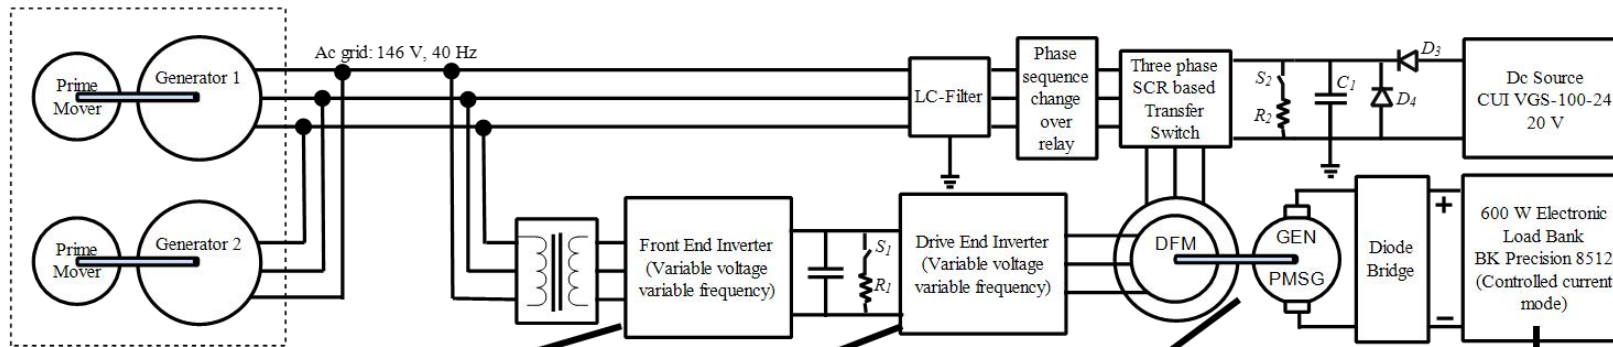 Ac grid: 146 V, 40 Hz
Prime
Mover
Generator 1
LC-Filter
Phase
sequence
change
over
relay
Three phase
SCR based
Transfer
Switch
S2
R2
C1
D3
D4
Dc Source
CUI VGS-100-24
20 V
Prime
Mover
Generator 2
Front End Inverter
(Variable voltage
variable frequency)
S1
R1
Drive End Inverter
(Variable voltage
variable frequency)
DFM
GEN
PMSG
Diode
Bridge
+
−
600 W Electronic
Load Bank
BK Precision 8512
(Controlled current
mode)